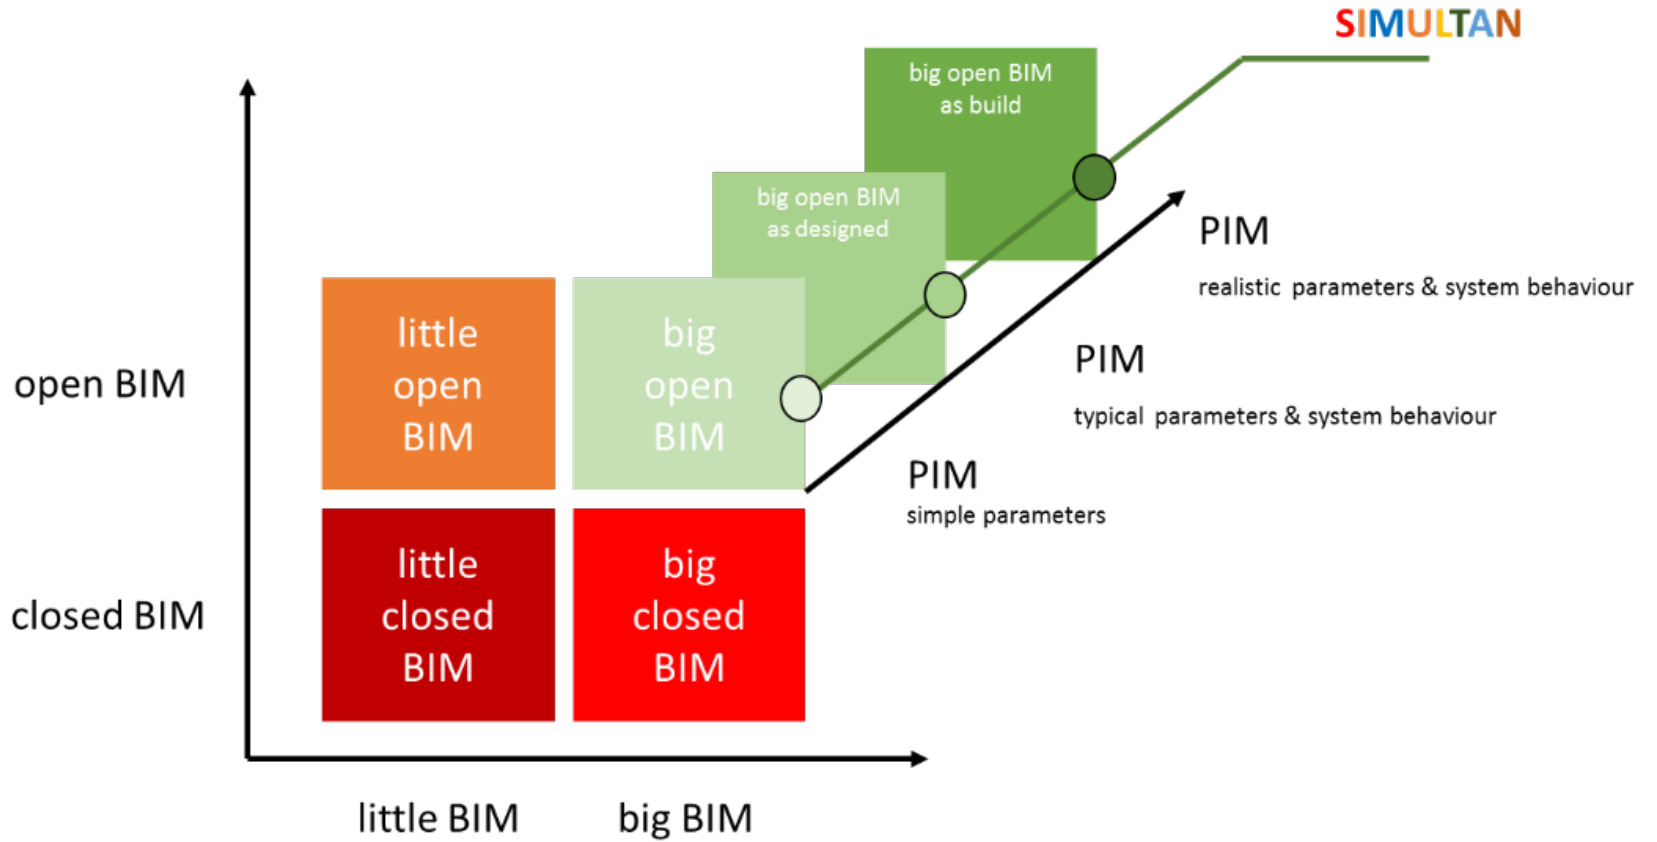 SIMULTAN
big open BIM
as build
big open BIM
as designed
PIM
realistic parameters & system behaviour
PIM
typical parameters & system behaviour
PIM
simple parameters
open BIM
little
open
BIM
big
open
BIM
closed BIM
little
closed
BIM
big
closed
BIM
little BIM
big BIM